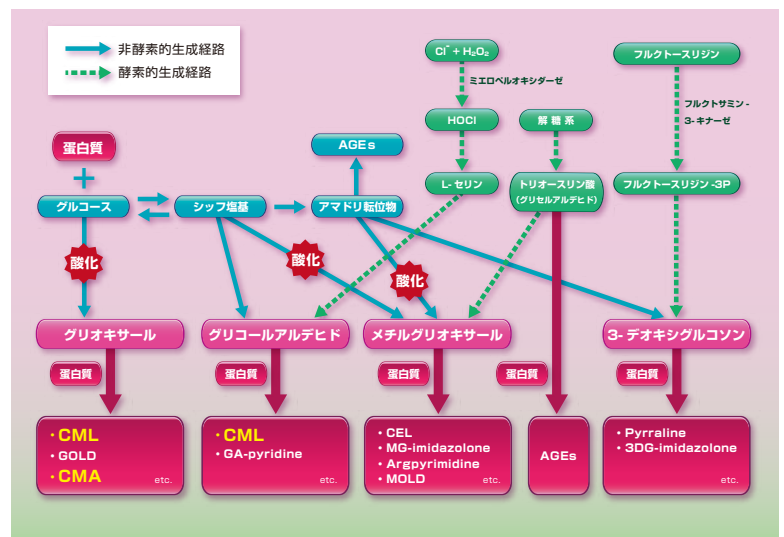 非酵素的生成経路
酵素的生成経路
Cl⁻ + H₂O₂
フルクトースリジン
ミエロペルオキシダーゼ
フルクトサミン -
3- キナーゼ
HOCl
解 糖 系
蛋白質
AGEs
+
L- セリン
トリオースリン酸
(グリセルアルデヒド)
フルクトースリジン -3P
グルコース
シッフ塩基
アマドリ転位物
酸化
酸化
酸化
グリオキサール
グリコールアルデヒド
メチルグリオキサール
3- デオキシグルコソン
蛋白質
蛋白質
蛋白質
蛋白質
蛋白質
・CML
・GOLD
・CMA
etc.
・CML
・GA-pyridine
etc.
・CEL
・MG-imidazolone
・Argpyrimidine
・MOLD
etc.
AGEs
・Pyrraline
・3DG-imidazolone
etc.